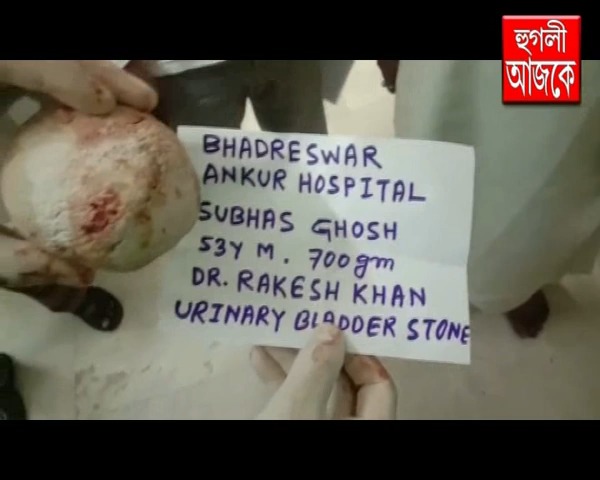 হুগলী
আজকে
BHADRESWAR
ANKUR HOSPITAL
SUBHAS GHOSH
53Y M. 700gm
DR. RAKESH KHAN
URINARY BLADDER STONE